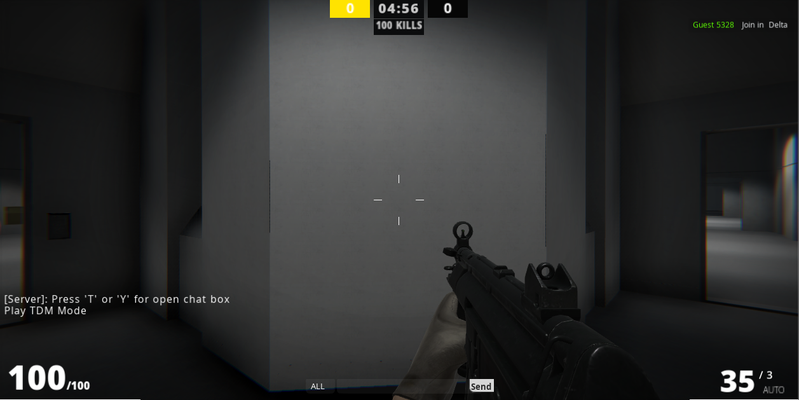 0 04:56 0
100 KILLS
Guest 5328 Join in Delta
[Server]: Press 'T' or 'Y' for open chat box
Play TDM Mode
100/100
ALL Send
35 / 3
AUTO